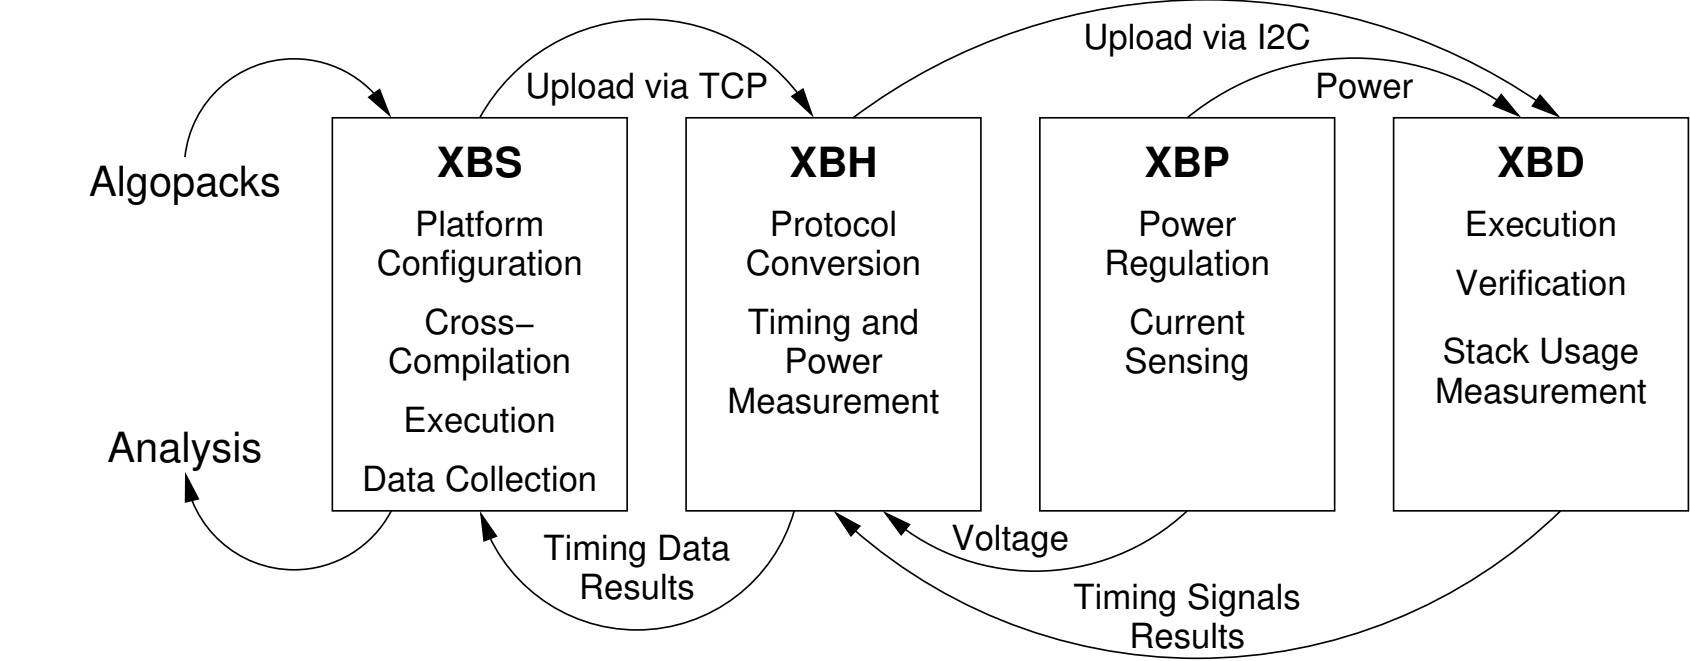 Upload via I2C
Upload via TCP
Power
Algopacks
XBS
Platform
Configuration
Cross–
Compilation
Execution
Data Collection
XBH
Protocol
Conversion
Timing and
Power
Measurement
XBP
Power
Regulation
Current
Sensing
XBD
Execution
Verification
Stack Usage
Measurement
Analysis
Timing Data
Results
Voltage
Timing Signals
Results